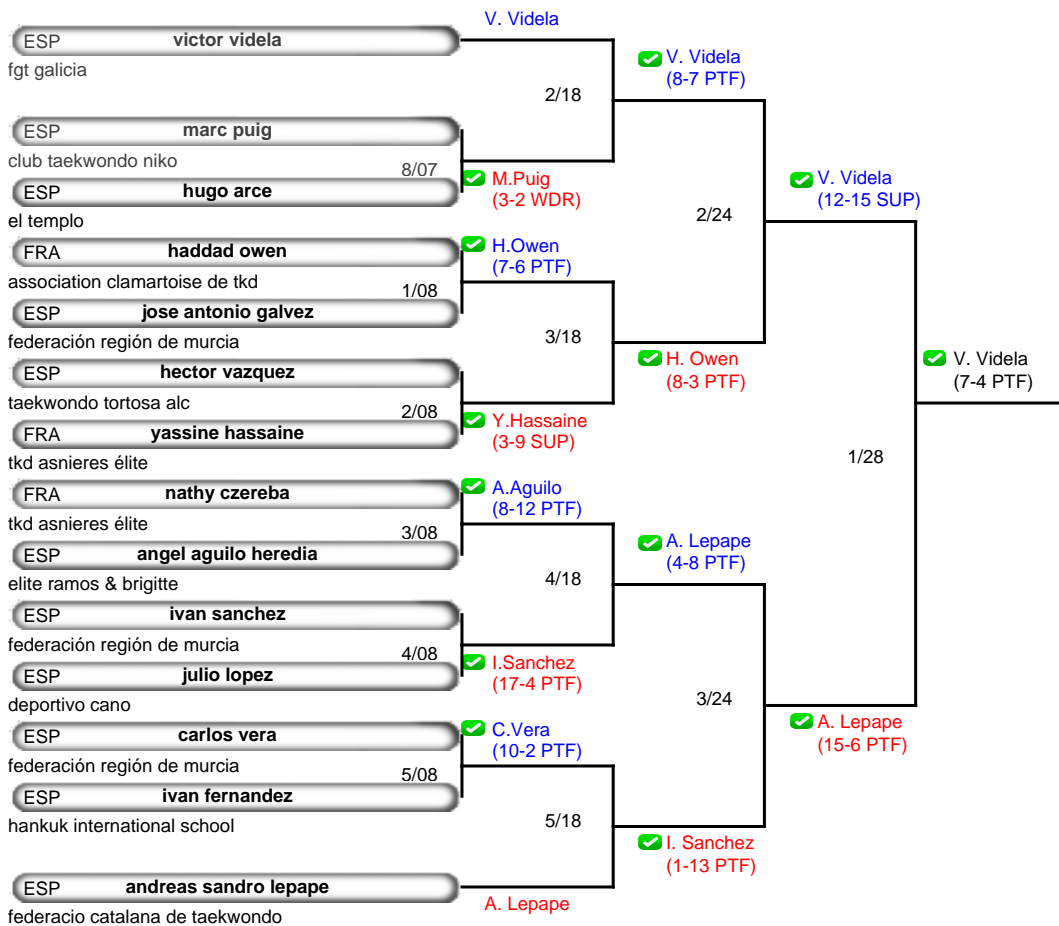 V. Videla
ESP victor videla
fgt galicia
V. Videla
(8-7 PTF)
2/18
ESP marc puig
club taekwondo niko
8/07
M.Puig
(3-2 WDR)
ESP hugo arce
el templo
V. Videla
(12-15 SUP)
2/24
FRA haddad owen
association clamartoise de tkd
H.Owen
(7-6 PTF)
1/08
ESP jose antonio galvez
federación región de murcia
3/18
H. Owen
(8-3 PTF)
ESP hector vazquez
taekwondo tortosa alc
2/08
FRA yassine hassaine
tkd asnieres élite
Y.Hassaine
(3-9 SUP)
V. Videla
(7-4 PTF)
1/28
FRA nathy czereba
tkd asnieres élite
A.Aguilo
(8-12 PTF)
3/08
ESP angel aguilo heredia
elite ramos & brigitte
4/18
A. Lepape
(4-8 PTF)
ESP ivan sanchez
federación región de murcia
4/08
ESP julio lopez
deportivo cano
I.Sanchez
(17-4 PTF)
3/24
A. Lepape
(15-6 PTF)
ESP carlos vera
federación región de murcia
C.Vera
(10-2 PTF)
5/08
ESP ivan fernandez
hankuk international school
5/18
I. Sanchez
(1-13 PTF)
ESP andreas sandro lepape
federacio catalana de taekwondo
A. Lepape